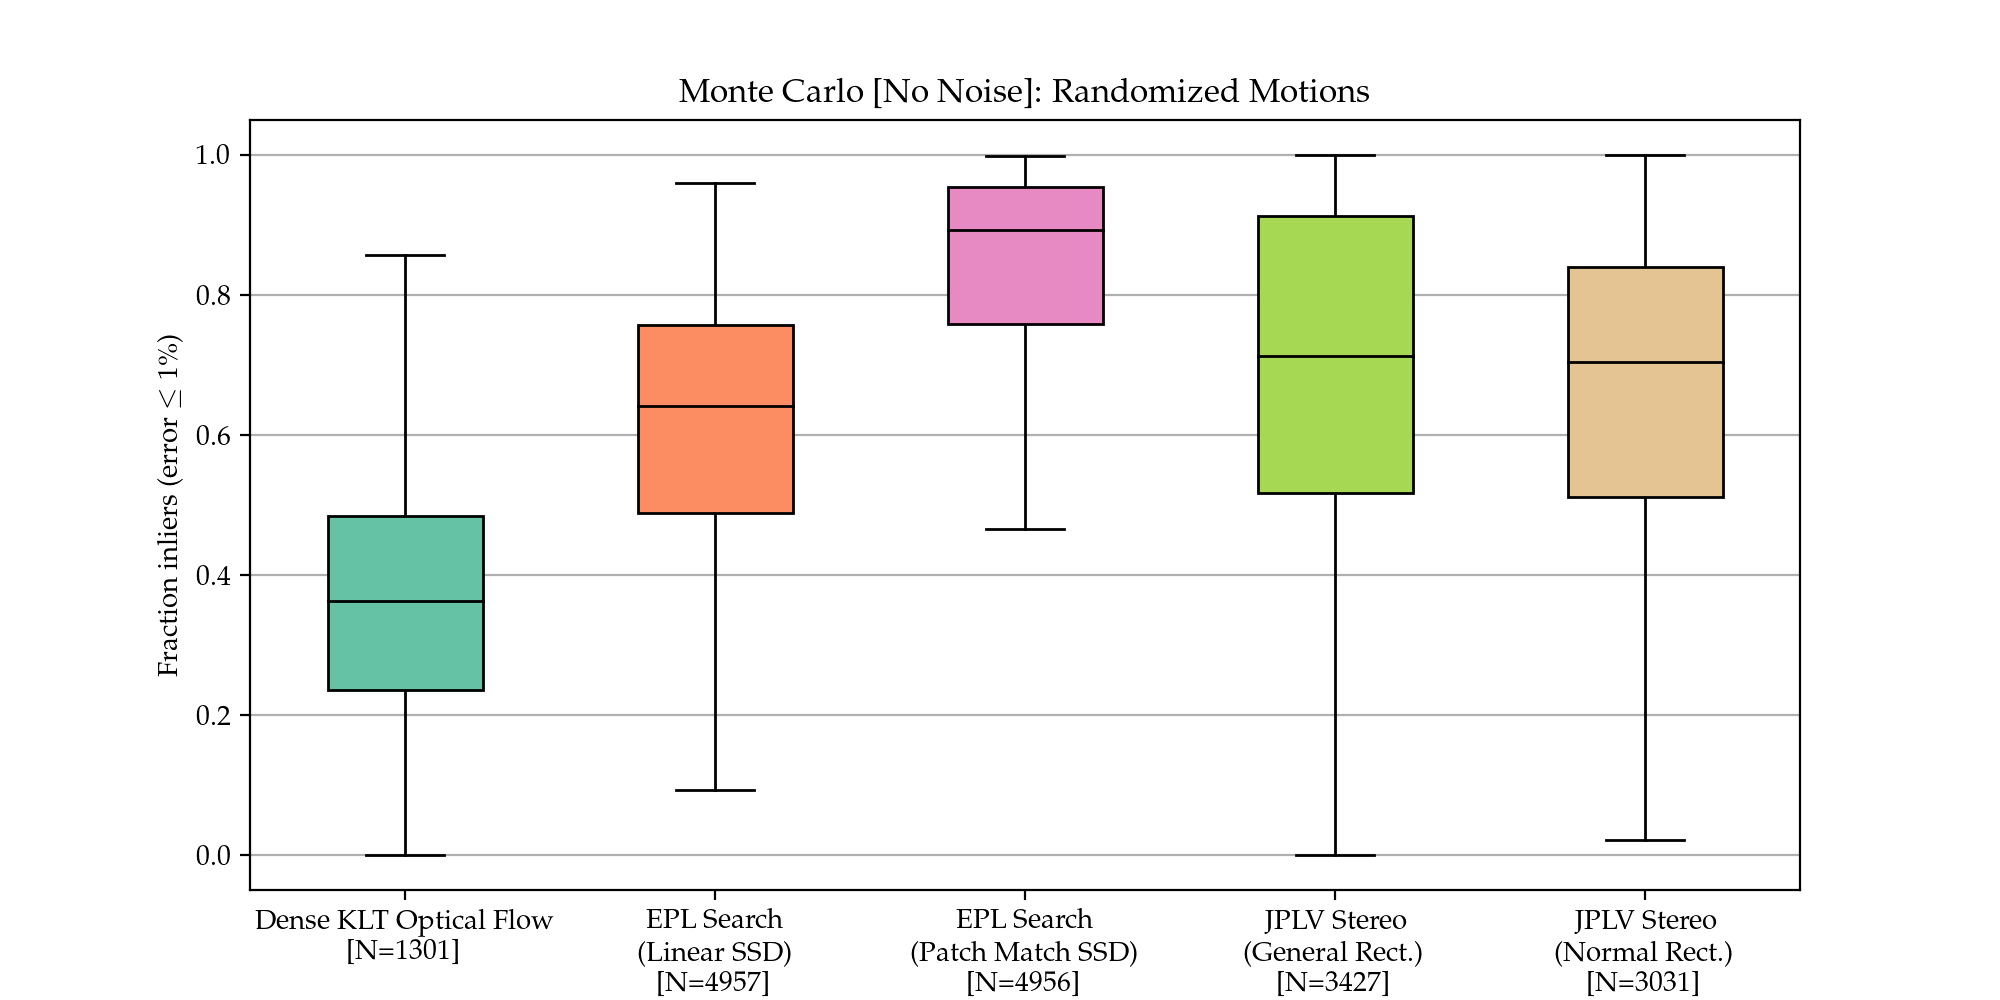 Monte Carlo [No Noise]: Randomized Motions
Fraction inliers (error ≤ 1%)
1.0
0.8
0.6
0.4
0.2
0.0
Dense KLT Optical Flow
[N=1301]
EPL Search
(Linear SSD)
[N=4957]
EPL Search
(Patch Match SSD)
[N=4956]
JPLV Stereo
(General Rect.)
[N=3427]
JPLV Stereo
(Normal Rect.)
[N=3031]